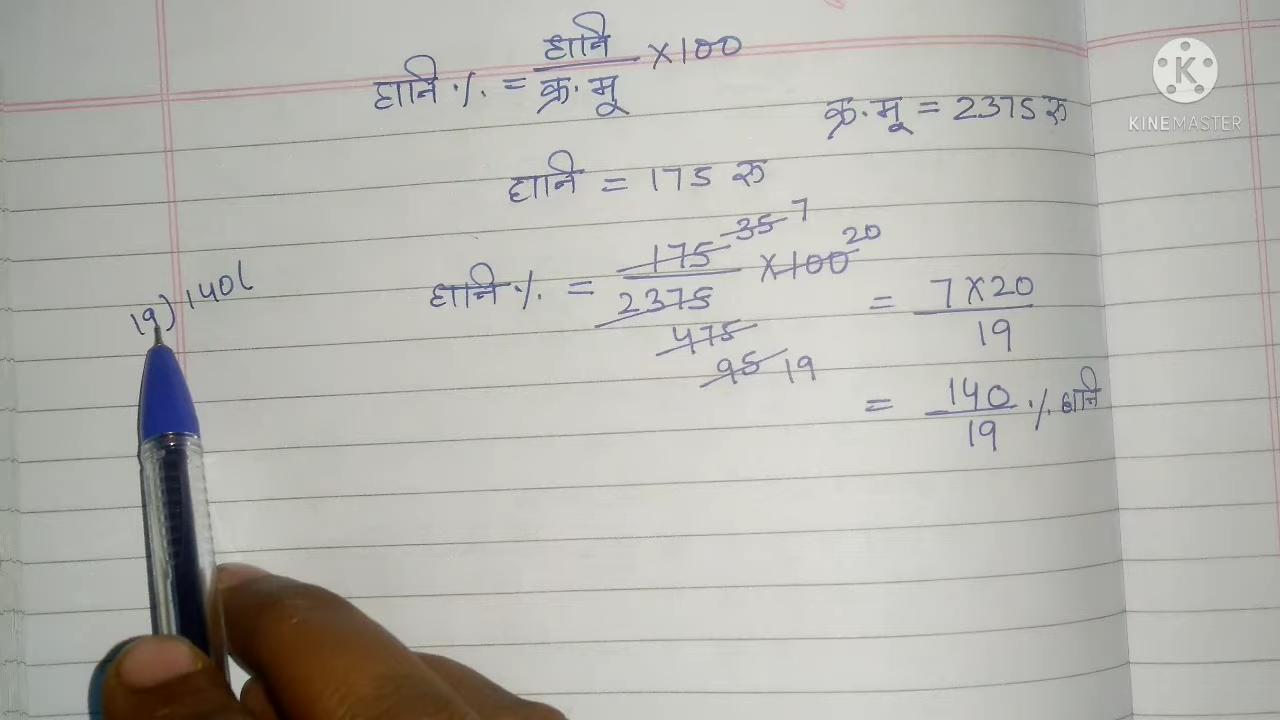 हानि % = हानि / क्र.मू × 100
क्र.मू = 2375 रु
हानि = 175 रु
हानि % = 175 / 2375 × 100
35 7
20
475
95 19
= 7 × 20 / 19
= 140 / 19 % हानि
19) 140 (
KINEMASTER